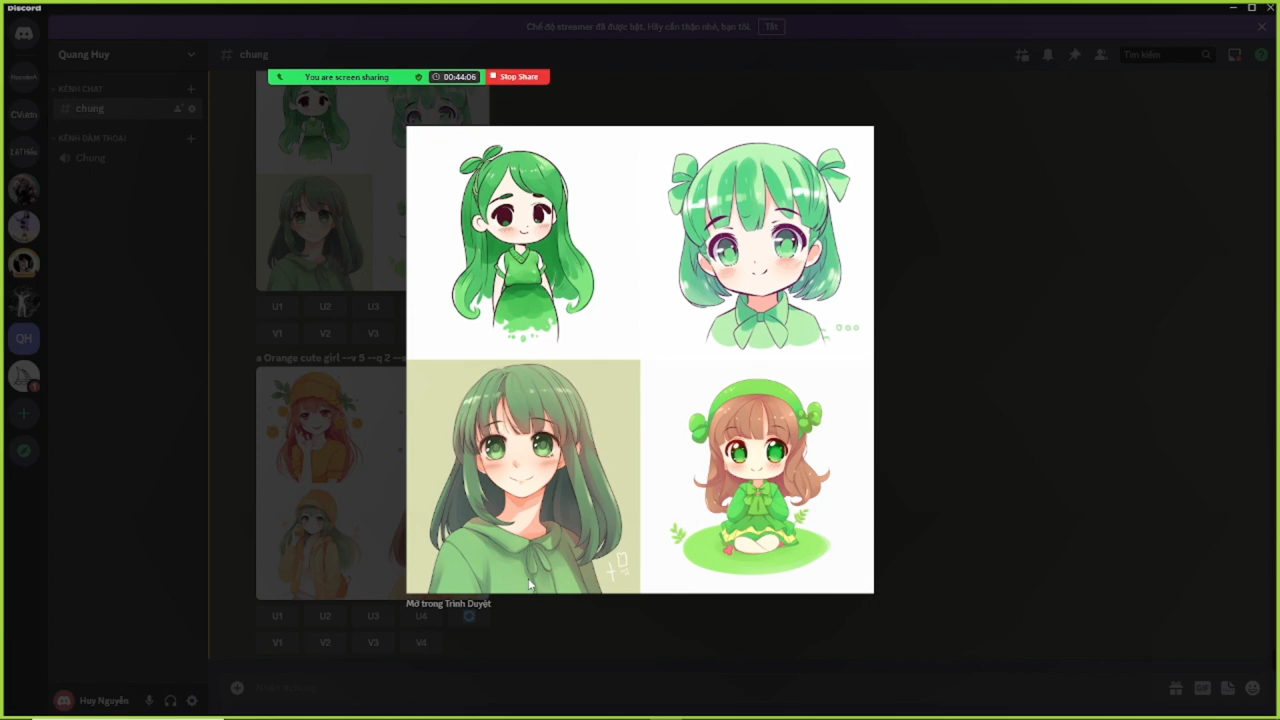 Discord
Chế độ streamer đã được bật. Hãy cẩn thận nhé, bạn tôi.
Tắt
Quang Huy
chung
Tìm kiếm
You are screen sharing
00:44:06
Stop Share
KÊNH CHAT
chung
CVươn
KÊNH ĐÀM THOẠI
Chung
QH
U1
U2
U3
V1
V2
V3
a Orange cute girl --v 5 --q 2
Mở trong Trình Duyệt
U1
U2
U3
U4
V1
V2
V3
V4
Huy Nguyễn
GIF